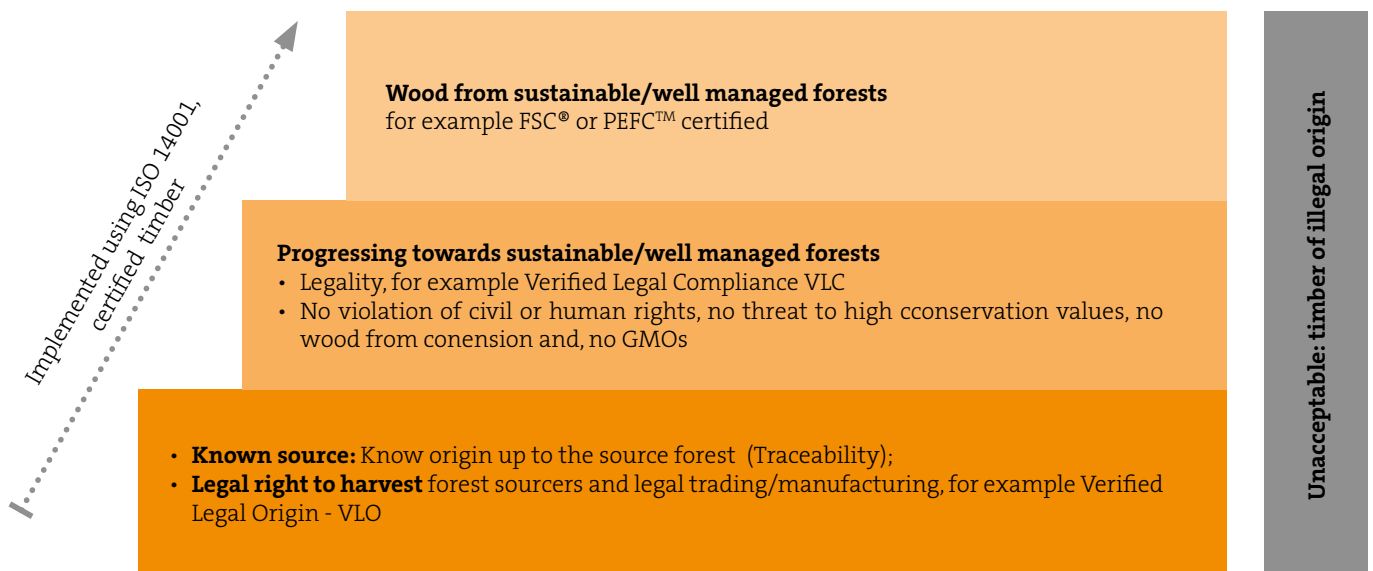 Implemented using ISO 14001,
certified timber
Wood from sustainable/well managed forests
for example FSC® or PEFC™ certified
Progressing towards sustainable/well managed forests
• Legality, for example Verified Legal Compliance VLC
• No violation of civil or human rights, no threat to high cconservation values, no
wood from conension and, no GMOs
• Known source: Know origin up to the source forest (Traceability);
• Legal right to harvest forest sourcers and legal trading/manufacturing, for example Verified
Legal Origin - VLO
Unacceptable: timber of illegal origin